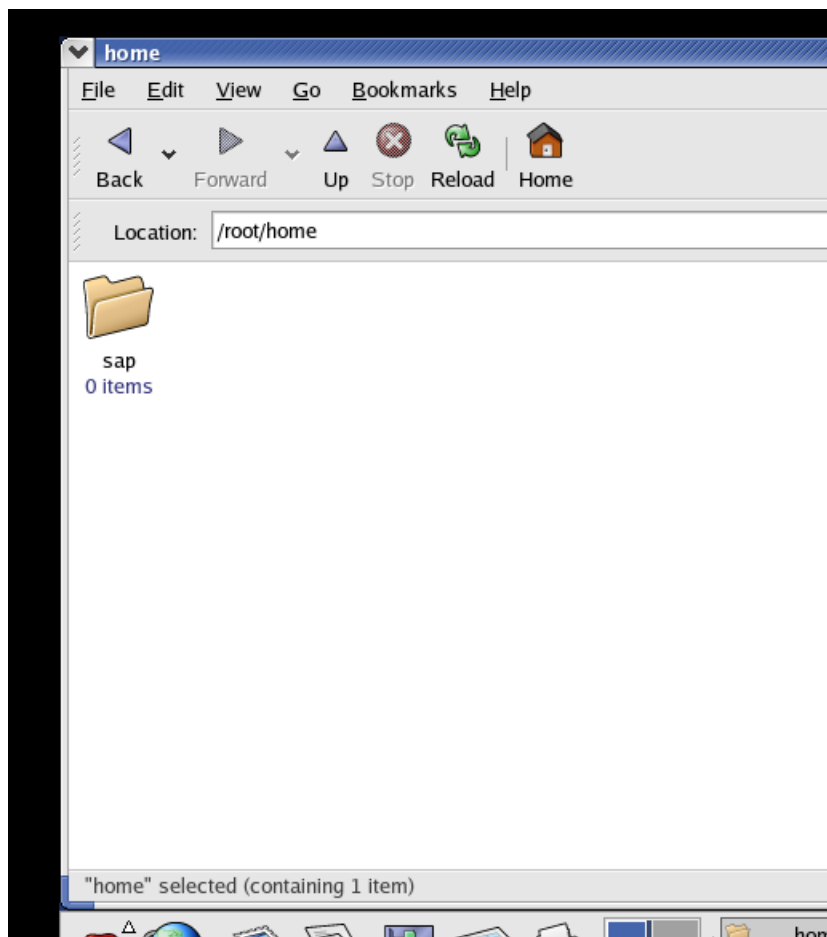 home
File Edit View Go Bookmarks Help
Back Forward Up Stop Reload Home
Location: /root/home
sap
0 items
"home" selected (containing 1 item)